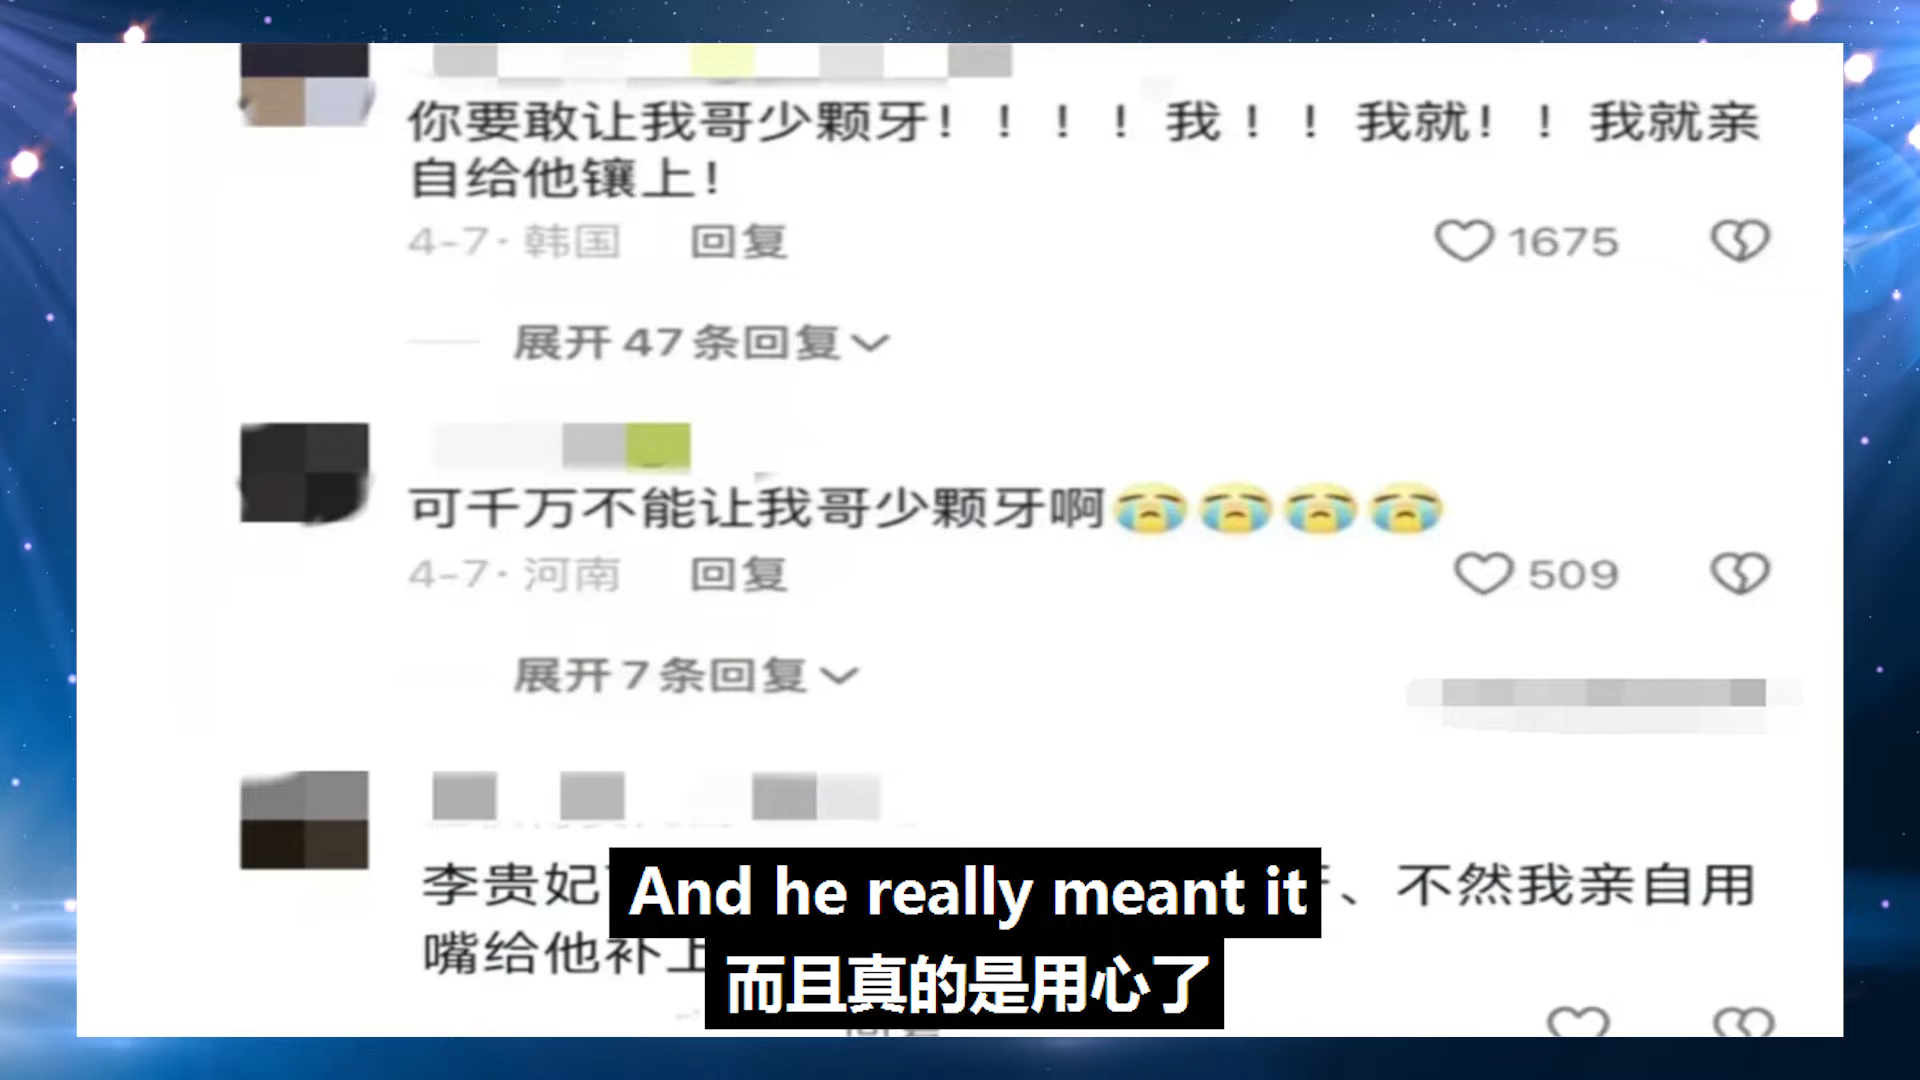 你要敢让我哥少颗牙！！！！我！！我就！！我就亲
自给他镶上！
4-7·韩国 回复 1675
展开47条回复
可千万不能让我哥少颗牙啊😭😭😭😭
4-7·河南 回复 509
展开7条回复
李贵妃 、不然我亲自用
嘴给他补上
And he really meant it
而且真的是用心了